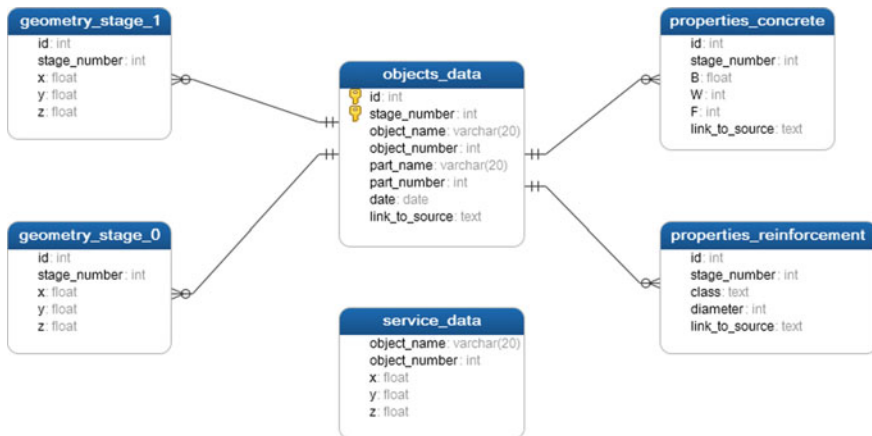 geometry_stage_1
id: int
stage_number: int
x: float
y: float
z: float
geometry_stage_0
id: int
stage_number: int
x: float
y: float
z: float
objects_data
id: int
stage_number: int
object_name: varchar(20)
object_number: int
part_name: varchar(20)
part_number: int
date: date
link_to_source: text
service_data
object_name: varchar(20)
object_number: int
x: float
y: float
z: float
properties_concrete
id: int
stage_number: int
B: float
W: int
F: int
link_to_source: text
properties_reinforcement
id: int
stage_number: int
class: text
diameter: int
link_to_source: text